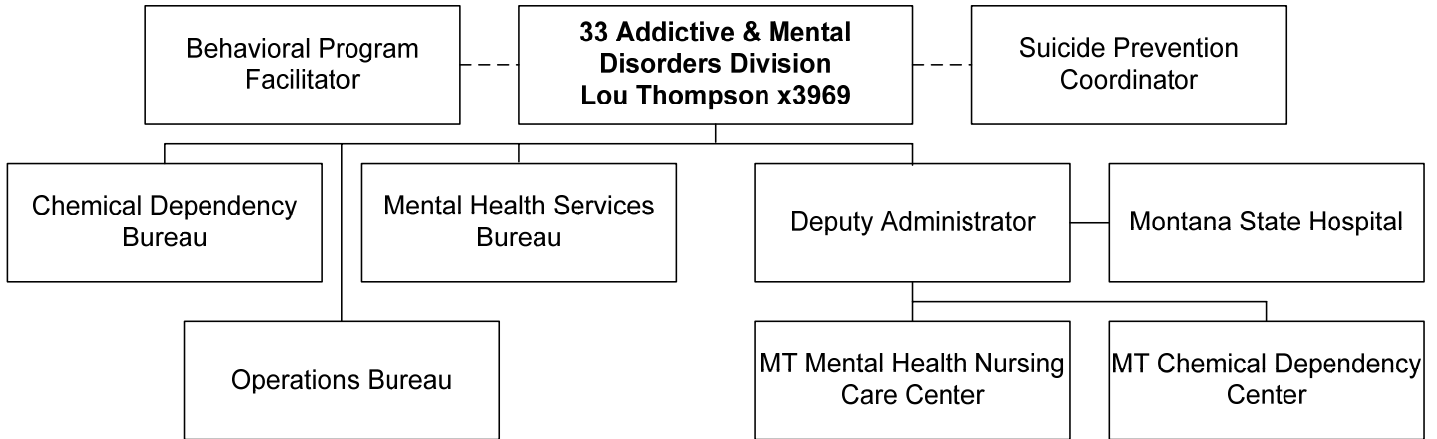 Behavioral Program
Facilitator
33 Addictive & Mental
Disorders Division
Lou Thompson x3969
Suicide Prevention
Coordinator
Chemical Dependency
Bureau
Mental Health Services
Bureau
Deputy Administrator
Montana State Hospital
Operations Bureau
MT Mental Health Nursing
Care Center
MT Chemical Dependency
Center